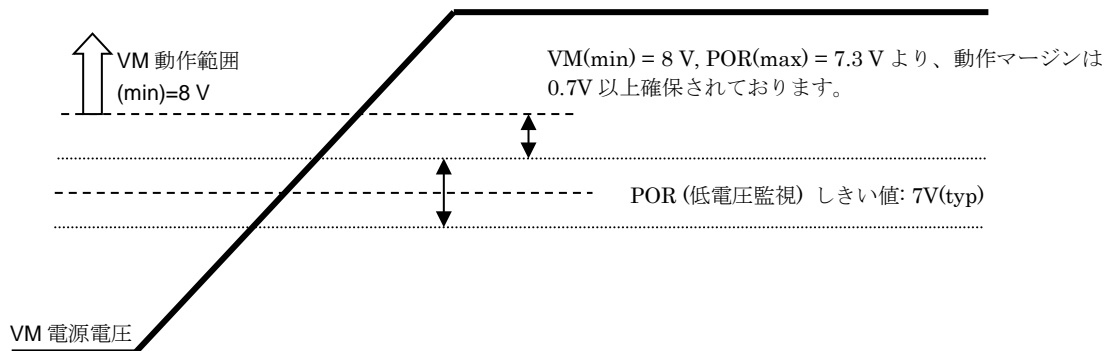 VM 動作範囲
(min)=8 V
VM(min) = 8 V, POR(max) = 7.3 V より、動作マージンは
0.7V 以上確保されております。
POR (低電圧監視) しきい値: 7V(typ)
VM 電源電圧